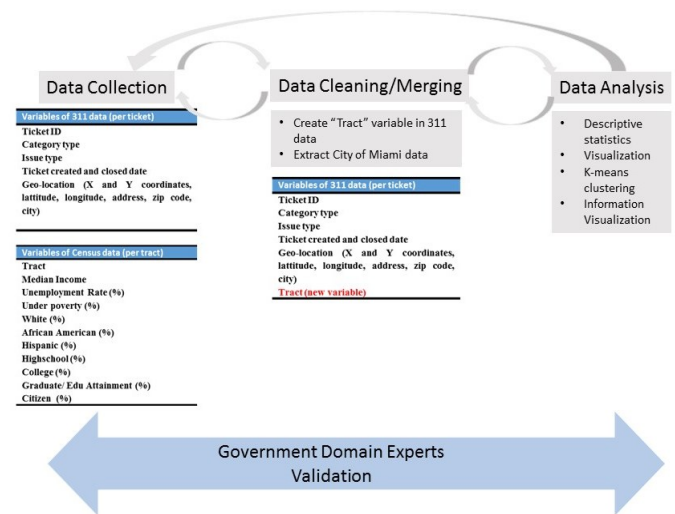 Data Collection
Variables of 311 data (per ticket)
Ticket ID
Category type
Issue type
Ticket created and closed date
Geo-location (X and Y coordinates,
lattitude, longitude, address, zip code,
city)
Variables of Census data (per tract)
Tract
Median Income
Unemployment Rate (%)
Under poverty (%)
White (%)
African American (%)
Hispanic (%)
Highschool (%)
College (%)
Graduate/ Edu Attainment (%)
Citizen (%)
Data Cleaning/Merging
• Create “Tract” variable in 311
data
• Extract City of Miami data
Variables of 311 data (per ticket)
Ticket ID
Category type
Issue type
Ticket created and closed date
Geo-location (X and Y coordinates,
lattitude, longitude, address, zip code,
city)
Tract (new variable)
Data Analysis
• Descriptive
statistics
• Visualization
• K-means
clustering
• Information
Visualization
Government Domain Experts
Validation